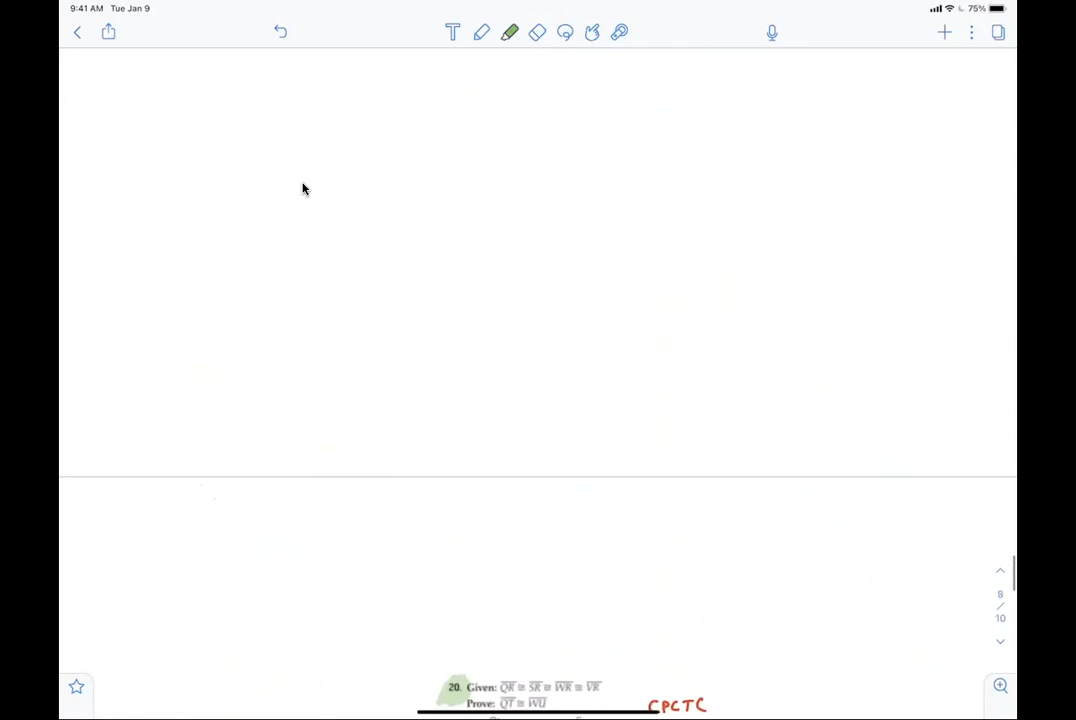 9:41 AM Tue Jan 9
75%
T
9
/
10
20. Given: QR ≅ SR ≅ WR ≅ VR
Prove: QT ≅ WU
CPCTC